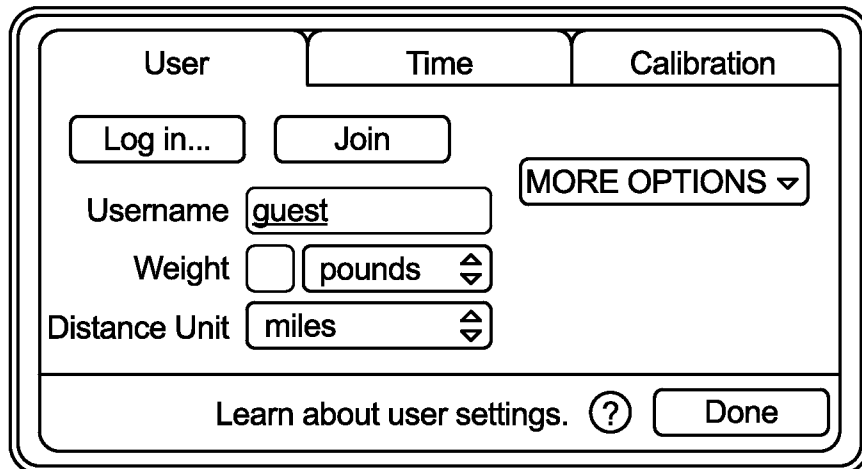 User Time Calibration
Log in... Join
MORE OPTIONS
Username guest
Weight pounds
Distance Unit miles
Learn about user settings. ? Done